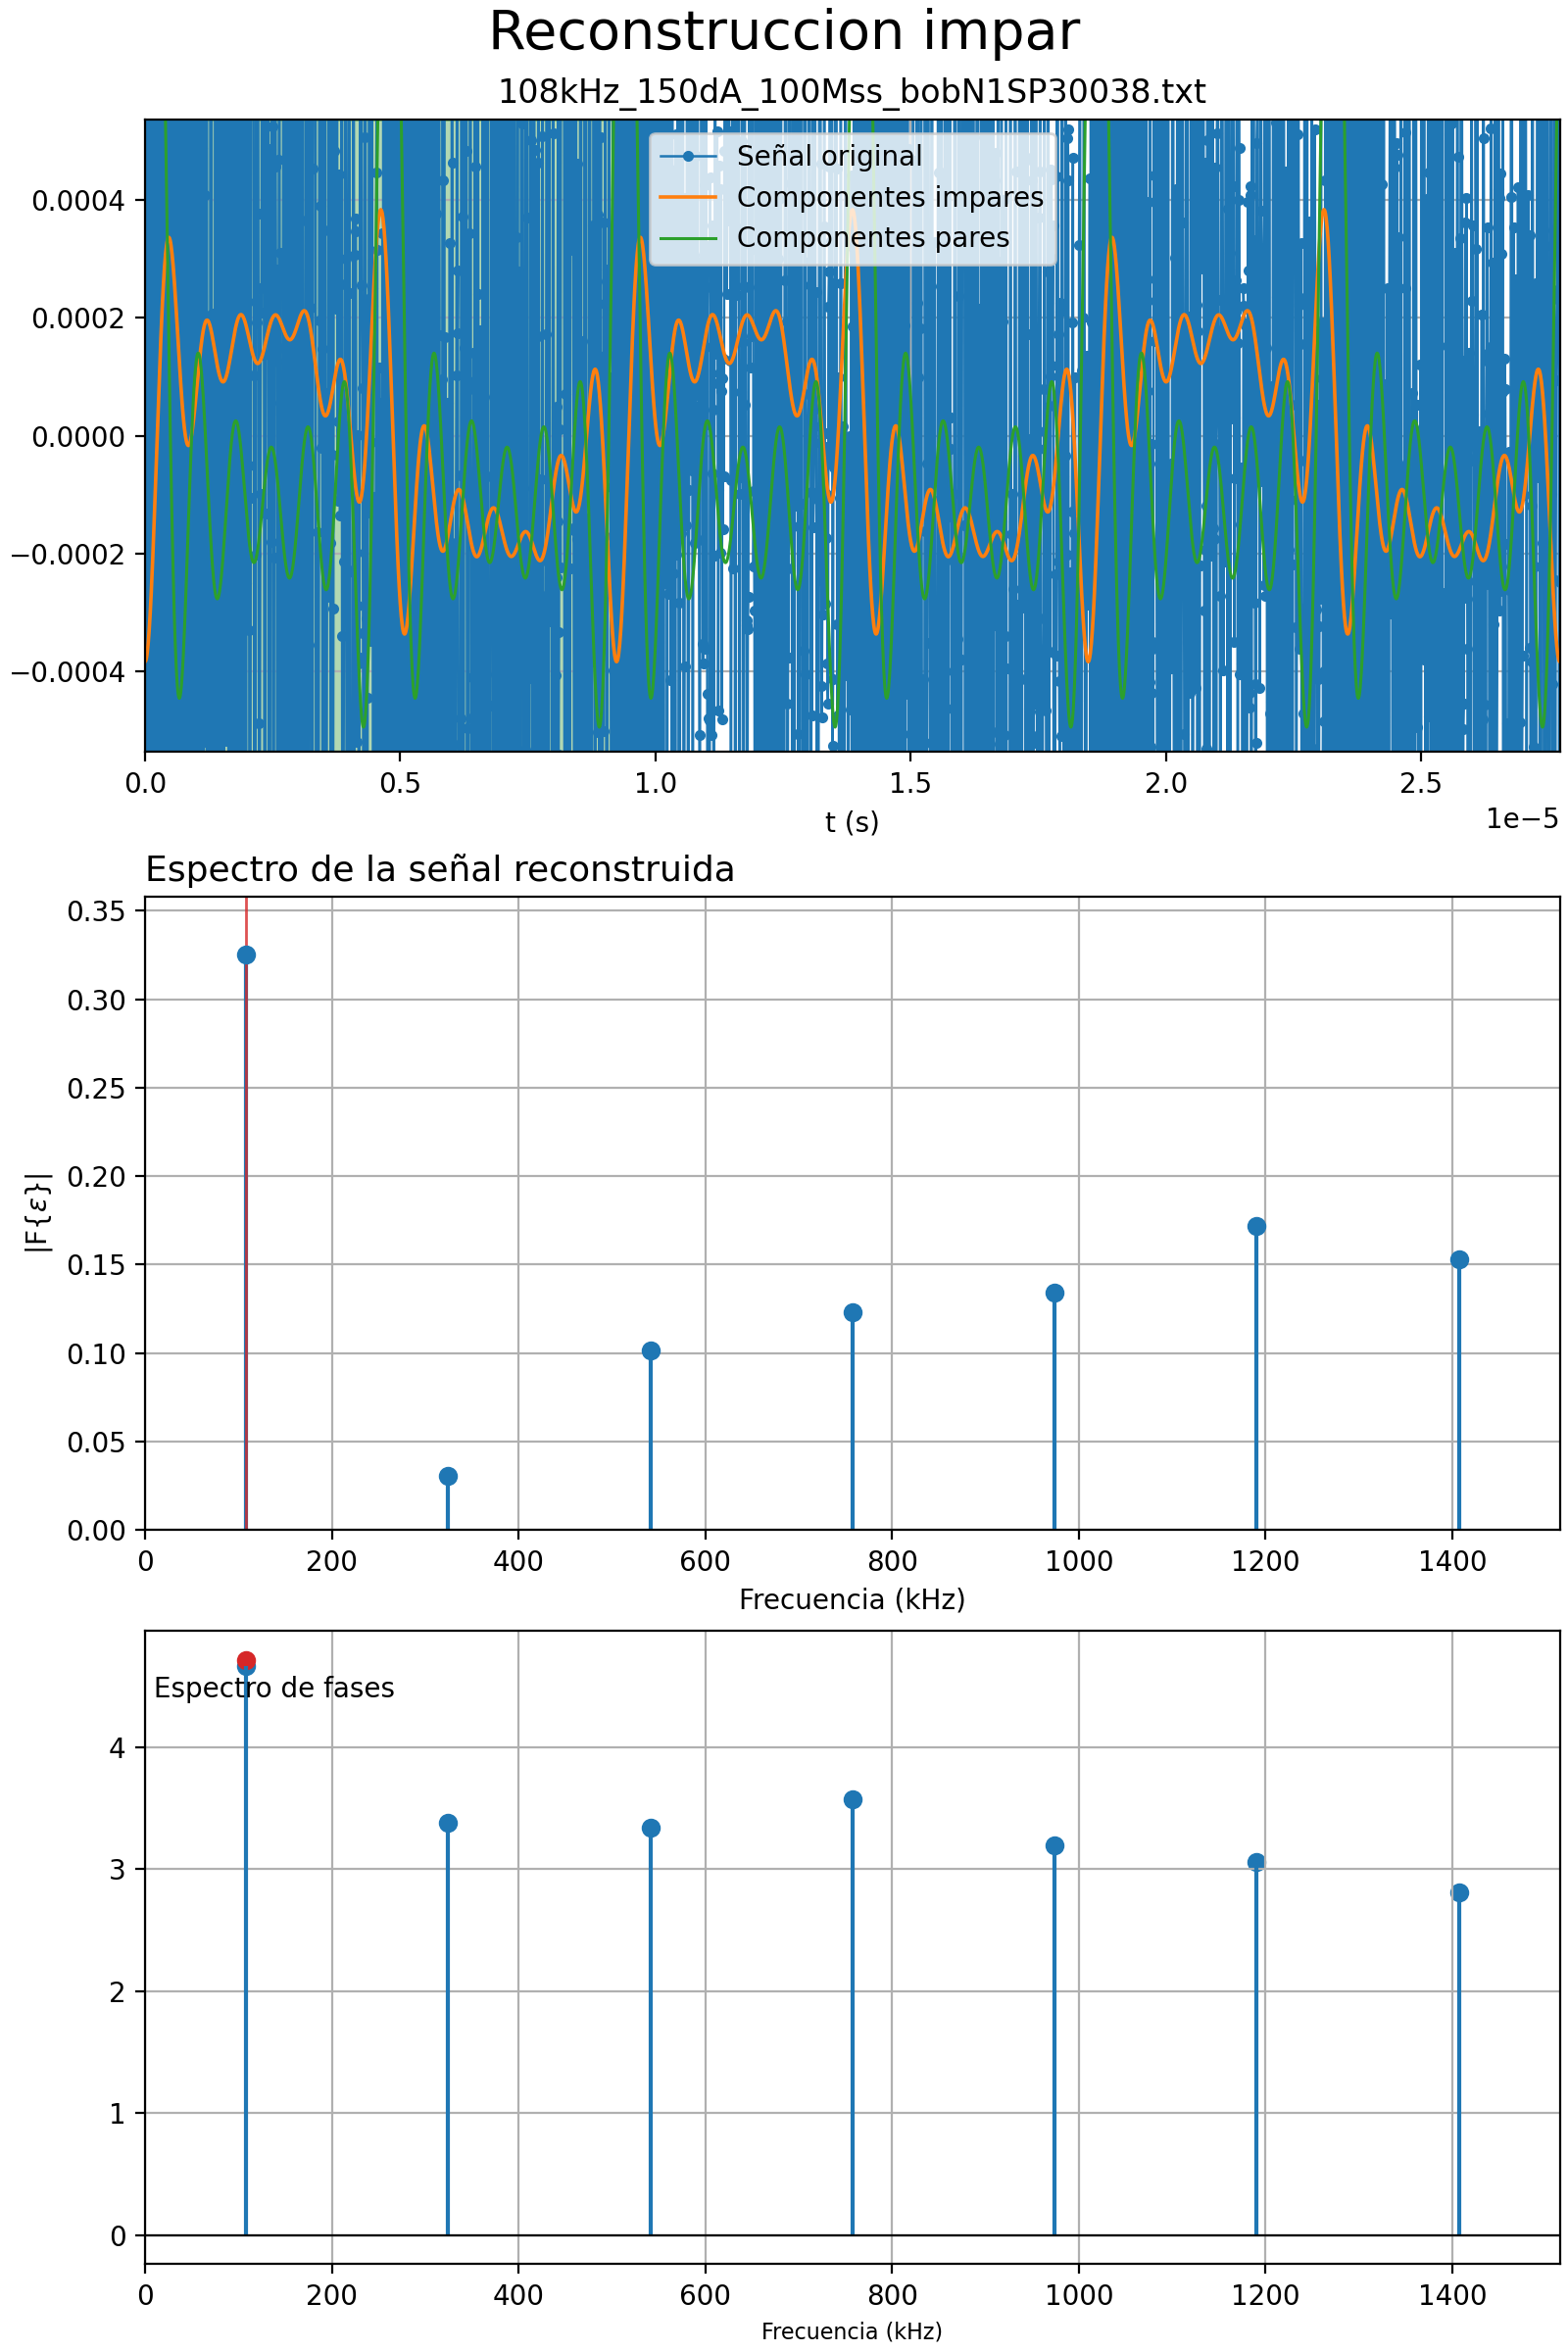 Reconstruccion impar
108kHz_150dA_100Mss_bobN1SP30038.txt
Señal original
Componentes impares
Componentes pares
0.0004
0.0002
0.0000
−0.0002
−0.0004
0.0 0.5 1.0 1.5 2.0 2.5
1e−5
t (s)
Espectro de la señal reconstruida
0.35
0.30
0.25
0.20
0.15
0.10
0.05
0.00
|F{ε}|
0 200 400 600 800 1000 1200 1400
Frecuencia (kHz)
Espectro de fases
4
3
2
1
0
0 200 400 600 800 1000 1200 1400
Frecuencia (kHz)